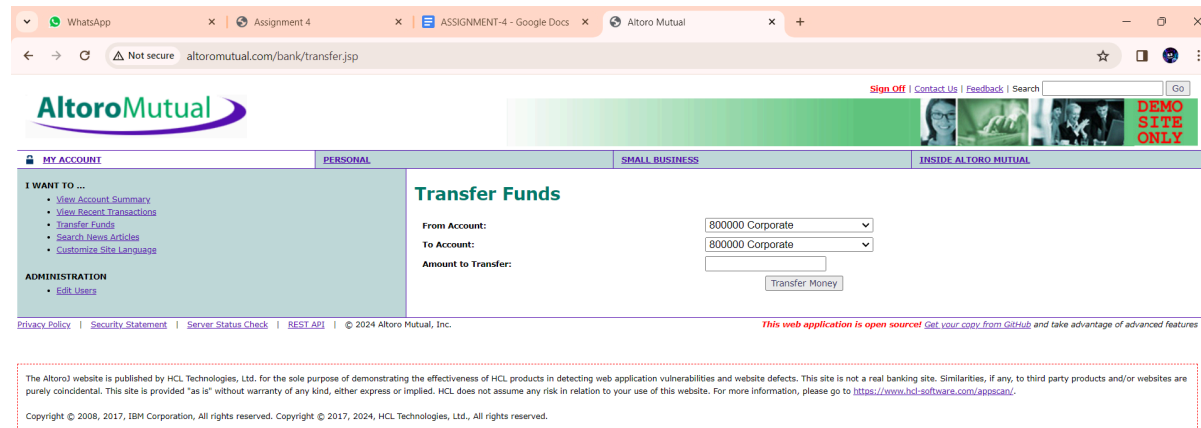 WhatsApp
Assignment 4
ASSIGNMENT-4 - Google Docs
Altoro Mutual
Not secure altoromutual.com/bank/transfer.jsp
Sign Off | Contact Us | Feedback | Search Go
AltoroMutual
DEMO
SITE
ONLY
MY ACCOUNT PERSONAL SMALL BUSINESS INSIDE ALTORO MUTUAL
I WANT TO ...
View Account Summary
View Recent Transactions
Transfer Funds
Search News Articles
Customize Site Language
ADMINISTRATION
Edit Users
Transfer Funds
From Account: 800000 Corporate
To Account: 800000 Corporate
Amount to Transfer:
Transfer Money
Privacy Policy | Security Statement | Server Status Check | REST API | © 2024 Altoro Mutual, Inc. This web application is open source! Get your copy from GitHub and take advantage of advanced features
The AltoroJ website is published by HCL Technologies, Ltd. for the sole purpose of demonstrating the effectiveness of HCL products in detecting web application vulnerabilities and website defects. This site is not a real banking site. Similarities, if any, to third party products and/or websites are
purely coincidental. This site is provided "as is" without warranty of any kind, either express or implied. HCL does not assume any risk in relation to your use of this website. For more information, please go to https://www.hcl-software.com/appscan/.
Copyright © 2008, 2017, IBM Corporation, All rights reserved. Copyright © 2017, 2024, HCL Technologies, Ltd., All rights reserved.